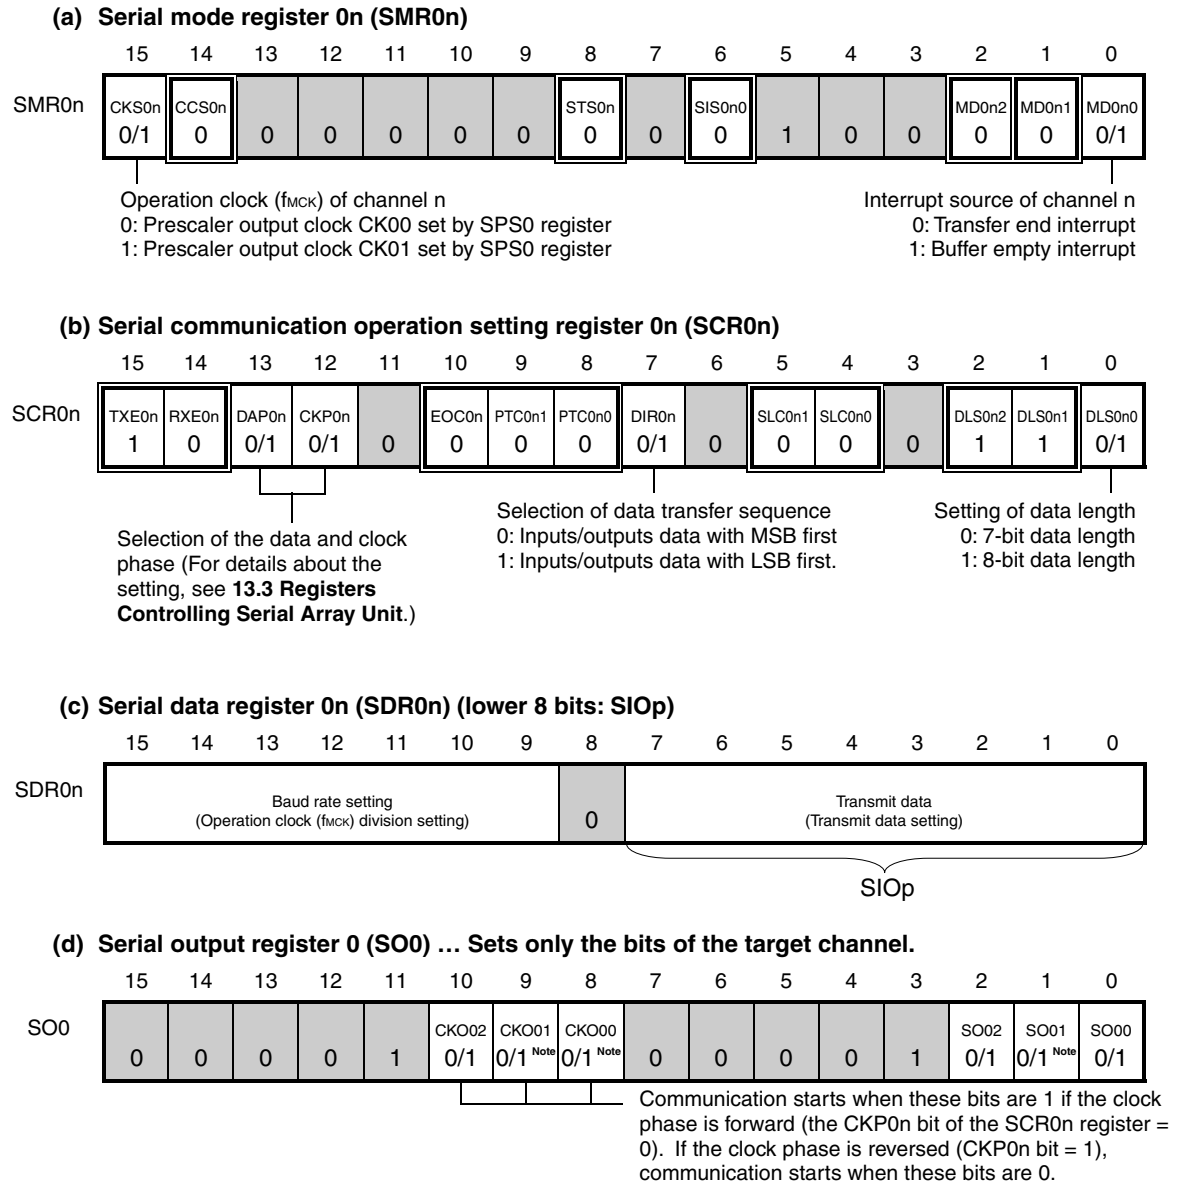 (a) Serial mode register 0n (SMR0n)
15 14 13 12 11 10 9 8 7 6 5 4 3 2 1 0
SMR0n
CKS0n CCS0n STS0n SIS0n0 MD0n2 MD0n1 MD0n0
0/1 0 0 0 0 0 0 0 0 0 1 0 0 0 0 0/1
Operation clock (fMCK) of channel n
0: Prescaler output clock CK00 set by SPS0 register
1: Prescaler output clock CK01 set by SPS0 register
Interrupt source of channel n
0: Transfer end interrupt
1: Buffer empty interrupt
(b) Serial communication operation setting register 0n (SCR0n)
15 14 13 12 11 10 9 8 7 6 5 4 3 2 1 0
SCR0n
TXE0n RXE0n DAP0n CKP0n EOC0n PTC0n1 PTC0n0 DIR0n SLC0n1 SLC0n0 DLS0n2 DLS0n1 DLS0n0
1 0 0/1 0/1 0 0 0 0 0/1 0 0 0 0 1 1 0/1
Selection of the data and clock
phase (For details about the
setting, see 13.3 Registers
Controlling Serial Array Unit.)
Selection of data transfer sequence
0: Inputs/outputs data with MSB first
1: Inputs/outputs data with LSB first.
Setting of data length
0: 7-bit data length
1: 8-bit data length
(c) Serial data register 0n (SDR0n) (lower 8 bits: SIOp)
15 14 13 12 11 10 9 8 7 6 5 4 3 2 1 0
SDR0n
Baud rate setting
(Operation clock (fMCK) division setting)
0
Transmit data
(Transmit data setting)
SIOp
(d) Serial output register 0 (SO0) … Sets only the bits of the target channel.
15 14 13 12 11 10 9 8 7 6 5 4 3 2 1 0
SO0
CKO02 CKO01 CKO00 SO02 SO01 SO00
0 0 0 0 1 0/1 0/1 Note 0/1 Note 0 0 0 0 1 0/1 0/1 Note 0/1
Communication starts when these bits are 1 if the clock
phase is forward (the CKP0n bit of the SCR0n register =
0). If the clock phase is reversed (CKP0n bit = 1),
communication starts when these bits are 0.